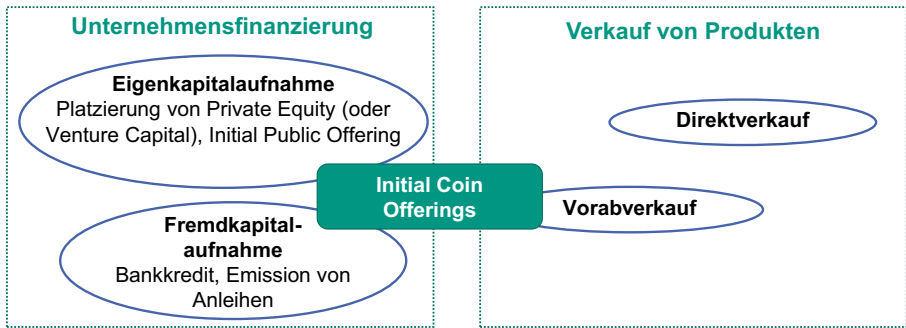 Unternehmensfinanzierung
Eigenkapitalaufnahme
Platzierung von Private Equity (oder
Venture Capital), Initial Public Offering
Fremdkapital-
aufnahme
Bankkredit, Emission von
Anleihen
Initial Coin
Offerings
Verkauf von Produkten
Direktverkauf
Vorabverkauf